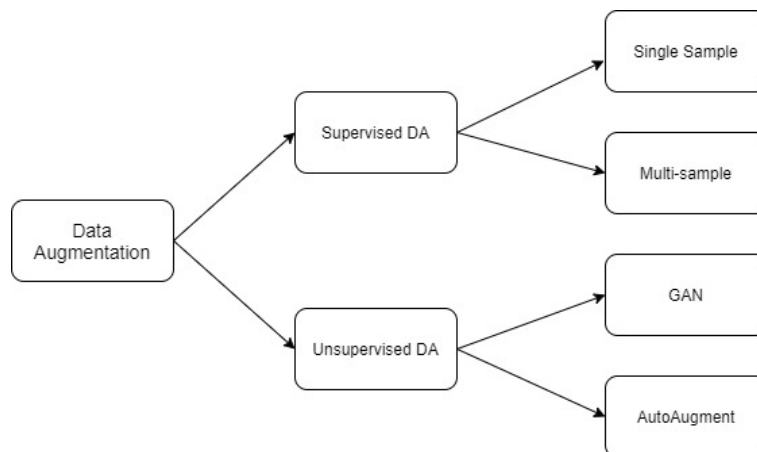 Data
Augmentation
Supervised DA
Unsupervised DA
Single Sample
Multi-sample
GAN
AutoAugment